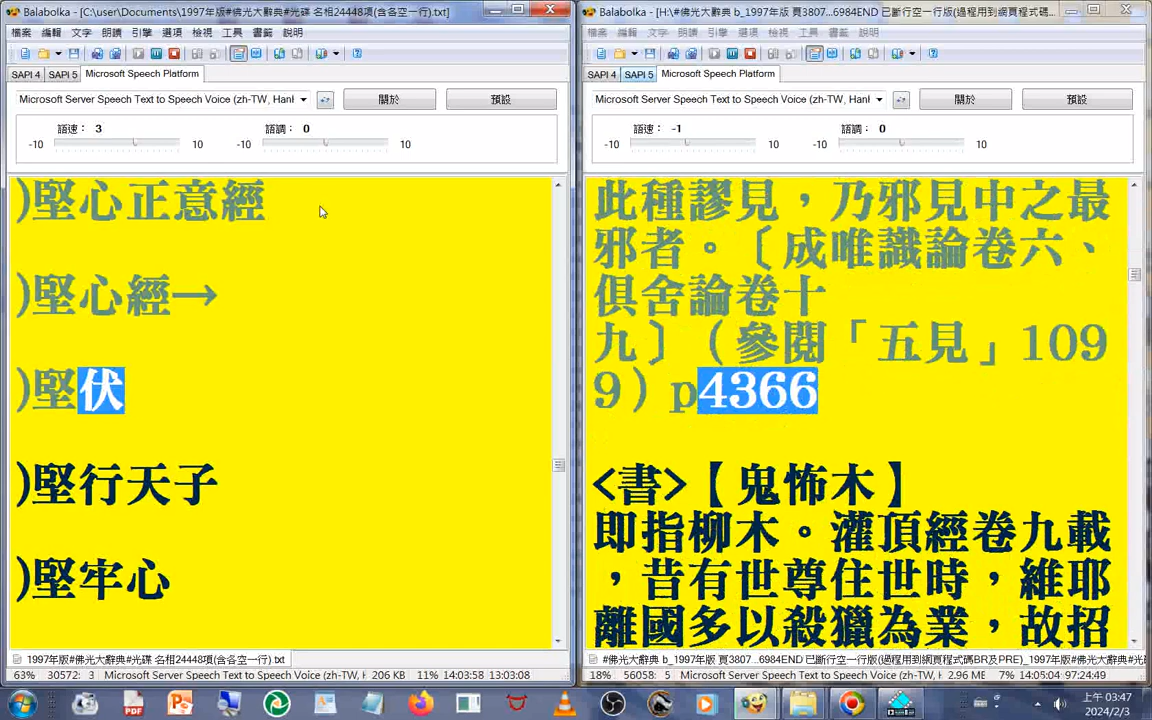 Balabolka - [C:\user\Documents\1997年版#佛光大辭典#光碟 名相24448項(含各空一行).txt]
檔案 編輯 文字 朗讀 引擎 選項 檢視 工具 書籤 說明
SAPI 4 SAPI 5 Microsoft Speech Platform
Microsoft Server Speech Text to Speech Voice (zh-TW, Hanl 關於 預設
語速： 3 語調： 0
-10 10 -10 10
)堅心正意經
)堅心經→
)堅伏
)堅行天子
)堅牢心
1997年版#佛光大辭典#光碟 名相24448項(含各空一行).txt
63% 30572: 3 Microsoft Server Speech Text to Speech Voice (zh-TW, H 206 KB 11% 14:03:58-13:03:08
Balabolka - [H:\#佛光大辭典 b_1997年版 頁3807...6984END 已斷行空一行版(過程用到網頁程式碼...
檔案 編輯 文字 朗讀 引擎 選項 檢視 工具 書籤 說明
SAPI 4 SAPI 5 Microsoft Speech Platform
Microsoft Server Speech Text to Speech Voice (zh-TW, Hanl 關於 預設
語速： -1 語調： 0
-10 10 -10 10
此種謬見，乃邪見中之最
邪者。〔成唯識論卷六、
俱舍論卷十
九〕（參閱「五見」109
9）p4366
<書>【鬼怖木】
即指柳木。灌頂經卷九載
，昔有世尊住世時，維耶
離國多以殺獵為業，故招
#佛光大辭典 b_1997年版 頁3807...6984END 已斷行空一行版(過程用到網頁程式碼BR及PRE)_1997年版#光
18% 56058: 5 Microsoft Server Speech Text to Speech Voice (zh-TW, H 2.96 MB 7% 14:05:04-97:24:49
上午 03:47
2024/2/3